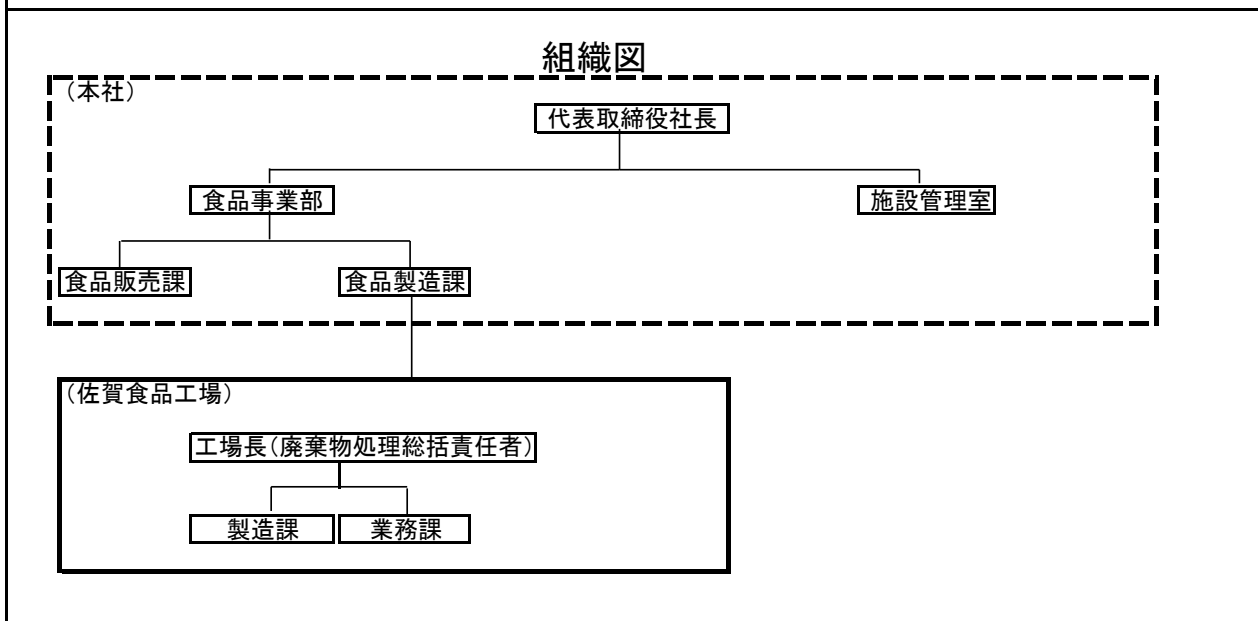 組織図
（本社）
代表取締役社長
食品事業部
施設管理室
食品販売課
食品製造課
（佐賀食品工場）
工場長（廃棄物処理総括責任者）
製造課
業務課